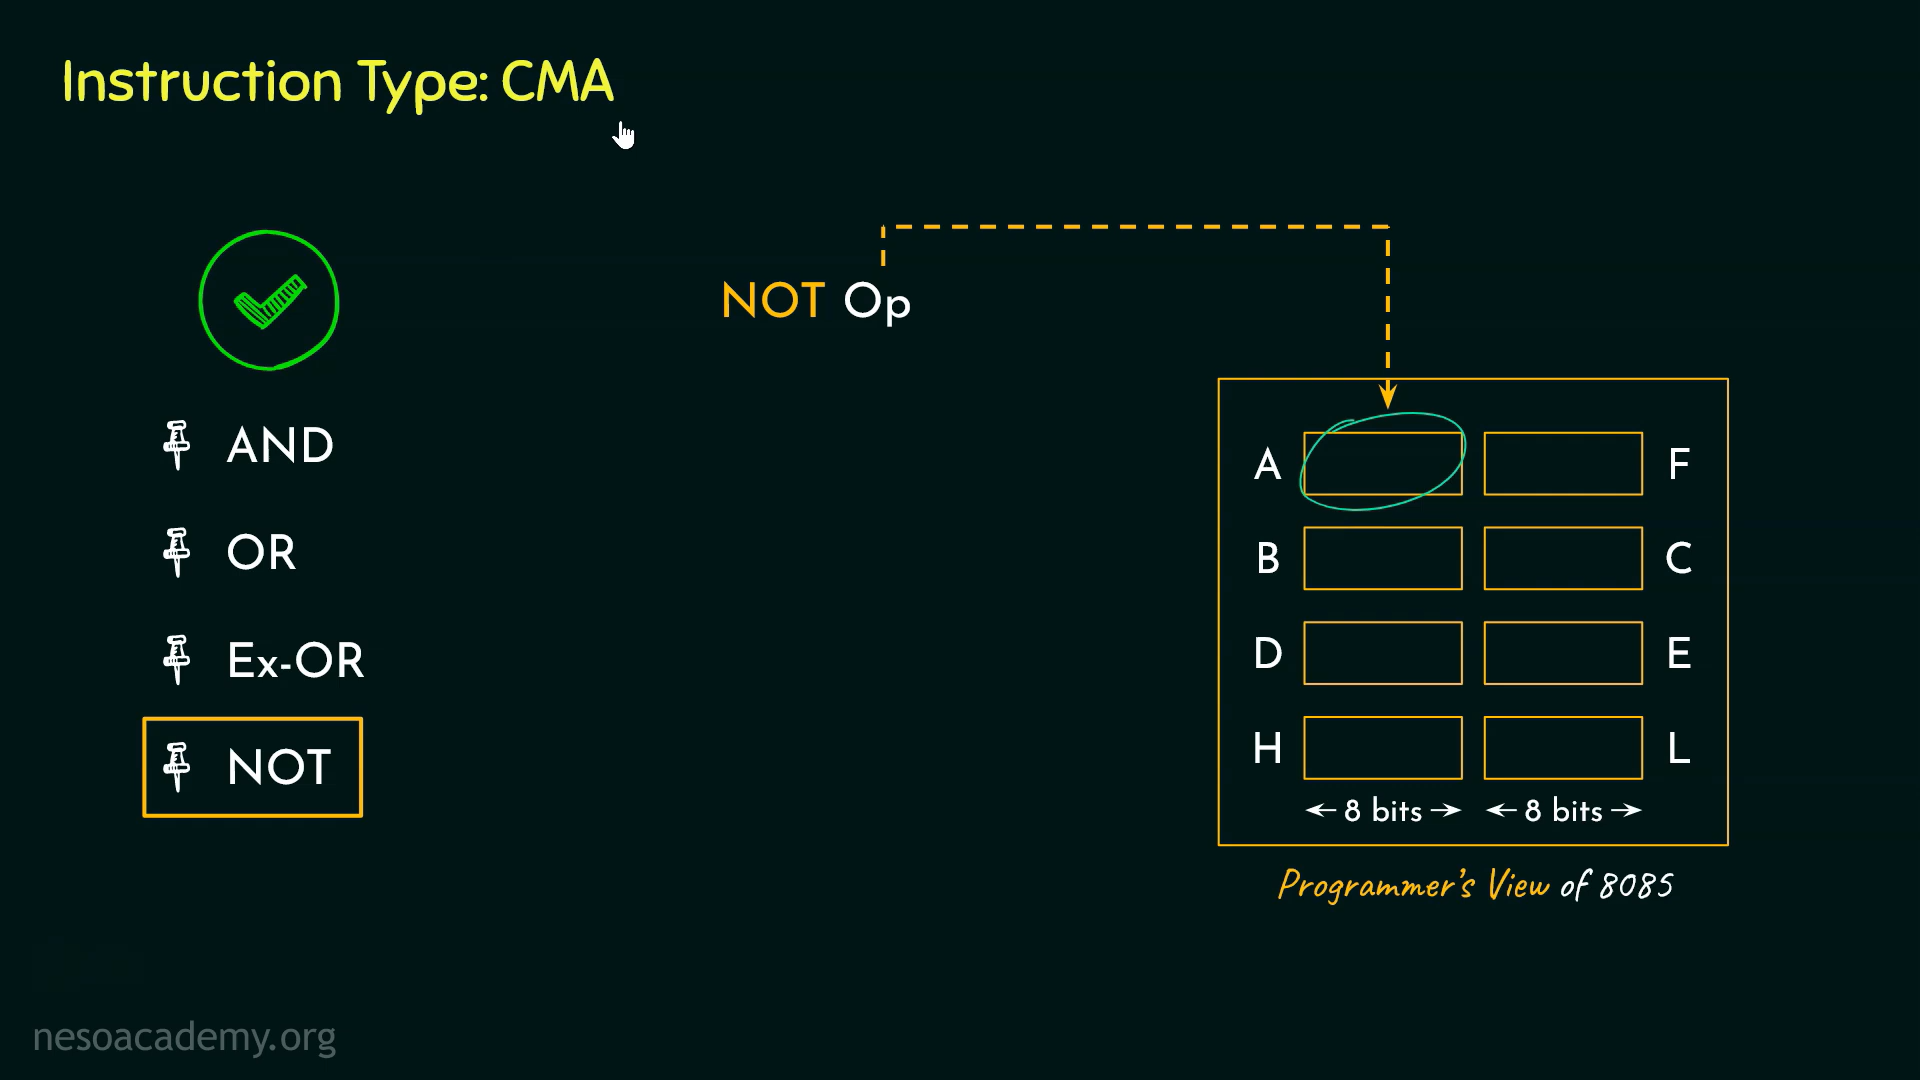 Instruction Type: CMA
NOT Op
AND
OR
Ex-OR
NOT
A F
B C
D E
H L
8 bits 8 bits
Programmer's View of 8085
nesoacademy.org